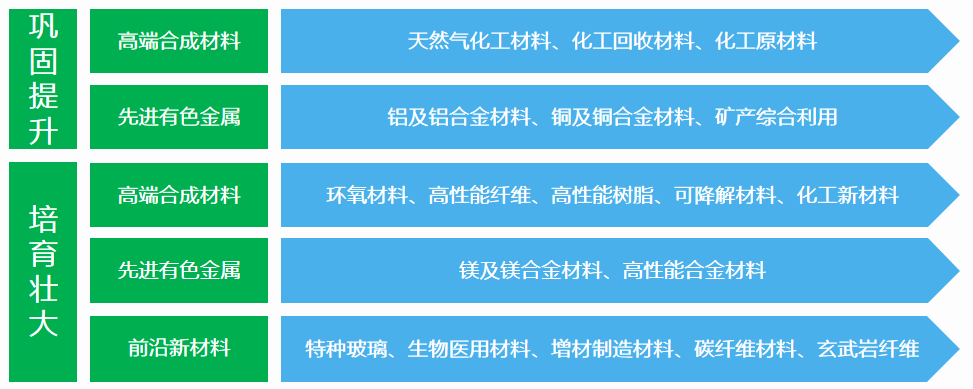 巩固提升
高端合成材料
天然气化工材料、化工回收材料、化工原材料
先进有色金属
铝及铝合金材料、铜及铜合金材料、矿产综合利用
培育壮大
高端合成材料
环氧材料、高性能纤维、高性能树脂、可降解材料、化工新材料
先进有色金属
镁及镁合金材料、高性能合金材料
前沿新材料
特种玻璃、生物医用材料、增材制造材料、碳纤维材料、玄武岩纤维